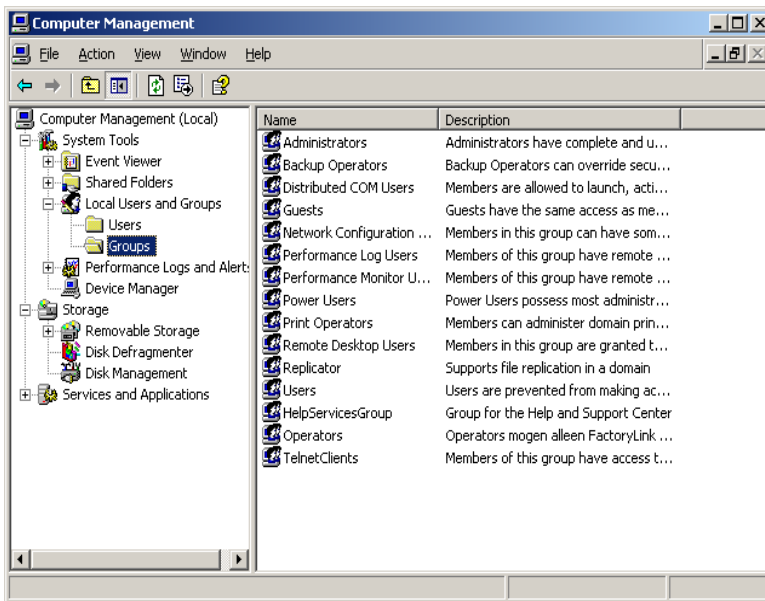 Computer Management
File Action View Window Help
Computer Management (Local)
System Tools
Event Viewer
Shared Folders
Local Users and Groups
Users
Groups
Performance Logs and Alert
Device Manager
Storage
Removable Storage
Disk Defragmenter
Disk Management
Services and Applications
Name Description
Administrators Administrators have complete and u...
Backup Operators Backup Operators can override secu...
Distributed COM Users Members are allowed to launch, acti...
Guests Guests have the same access as me...
Network Configuration ... Members in this group can have som...
Performance Log Users Members of this group have remote ...
Performance Monitor U... Members of this group have remote ...
Power Users Power Users possess most administr...
Print Operators Members can administer domain prin...
Remote Desktop Users Members in this group are granted t...
Replicator Supports file replication in a domain
Users Users are prevented from making ac...
HelpServicesGroup Group for the Help and Support Center
Operators Operators mogen alleen FactoryLink ...
TelnetClients Members of this group have access t...